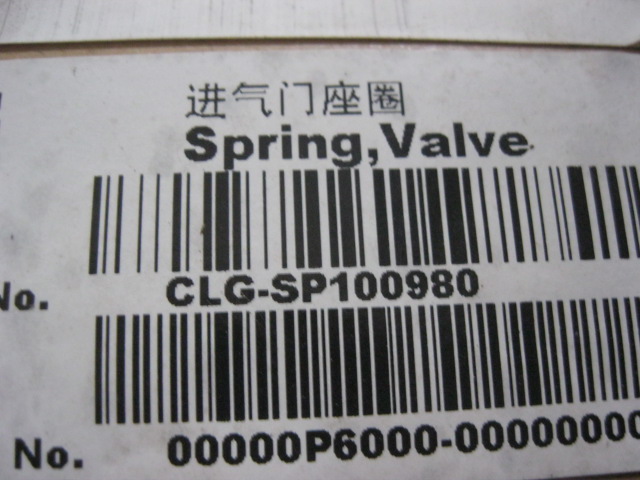 进气门座圈
Spring,Valve
No. CLG-SP100980
No. 00000P6000-00000000